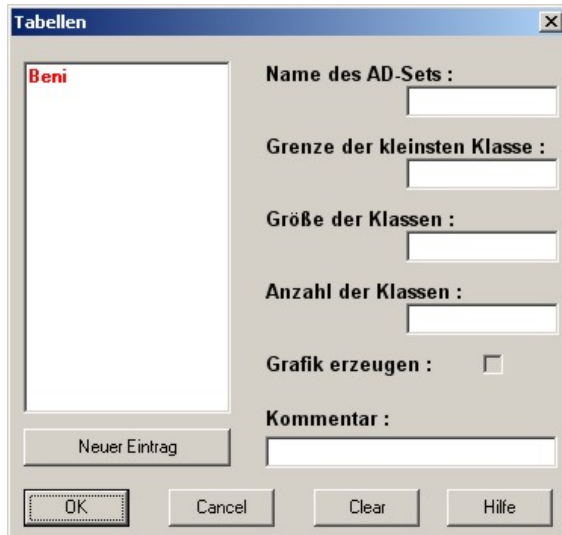 Tabellen
Beni
Name des AD-Sets :
Grenze der kleinsten Klasse :
Größe der Klassen :
Anzahl der Klassen :
Grafik erzeugen :
Kommentar :
Neuer Eintrag
OK Cancel Clear Hilfe